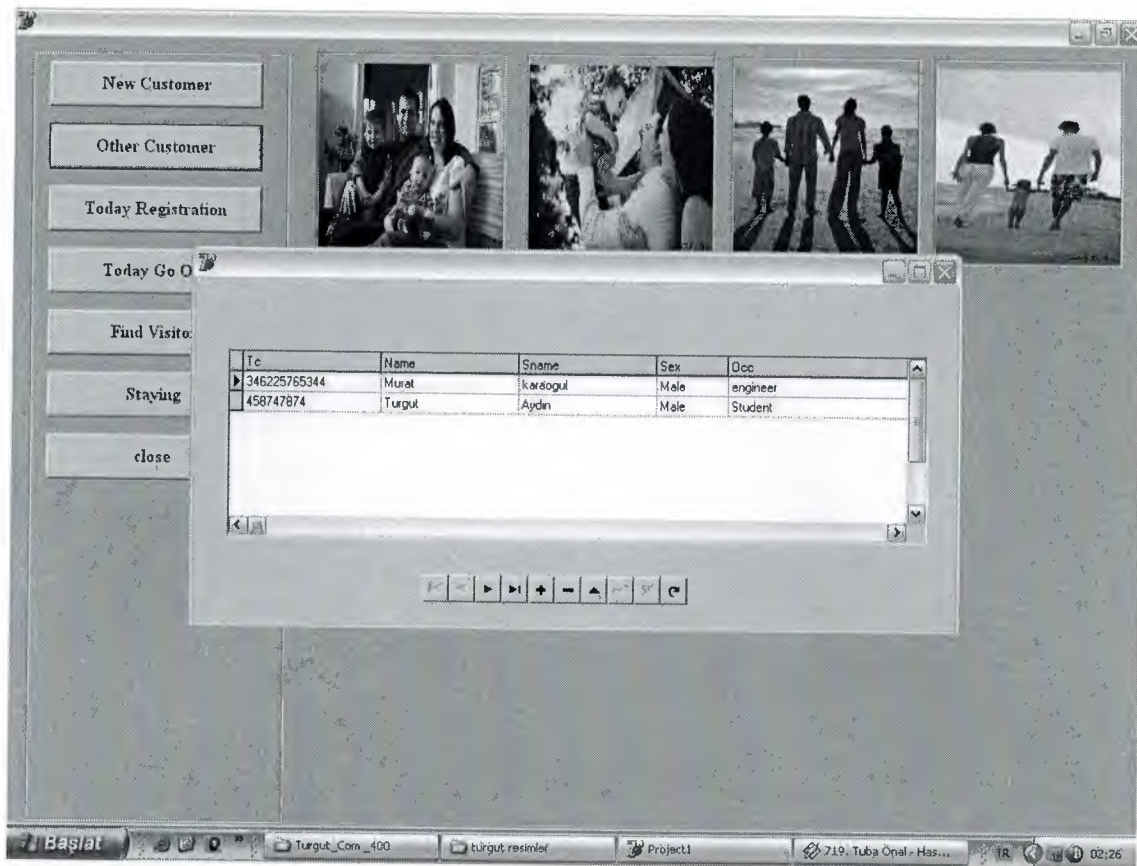 New Customer
Other Customer
Today Registration
Today Go O
Find Visito
Staying
close
Tc Name Sname Sex Occ
346225765344 Murat karaogul Male engineer
458747874 Turgut Aydın Male Student
Başlat Turgut_Com_400 turgut resimler Project1 719. Tuba Önal - Has... TR 02:26